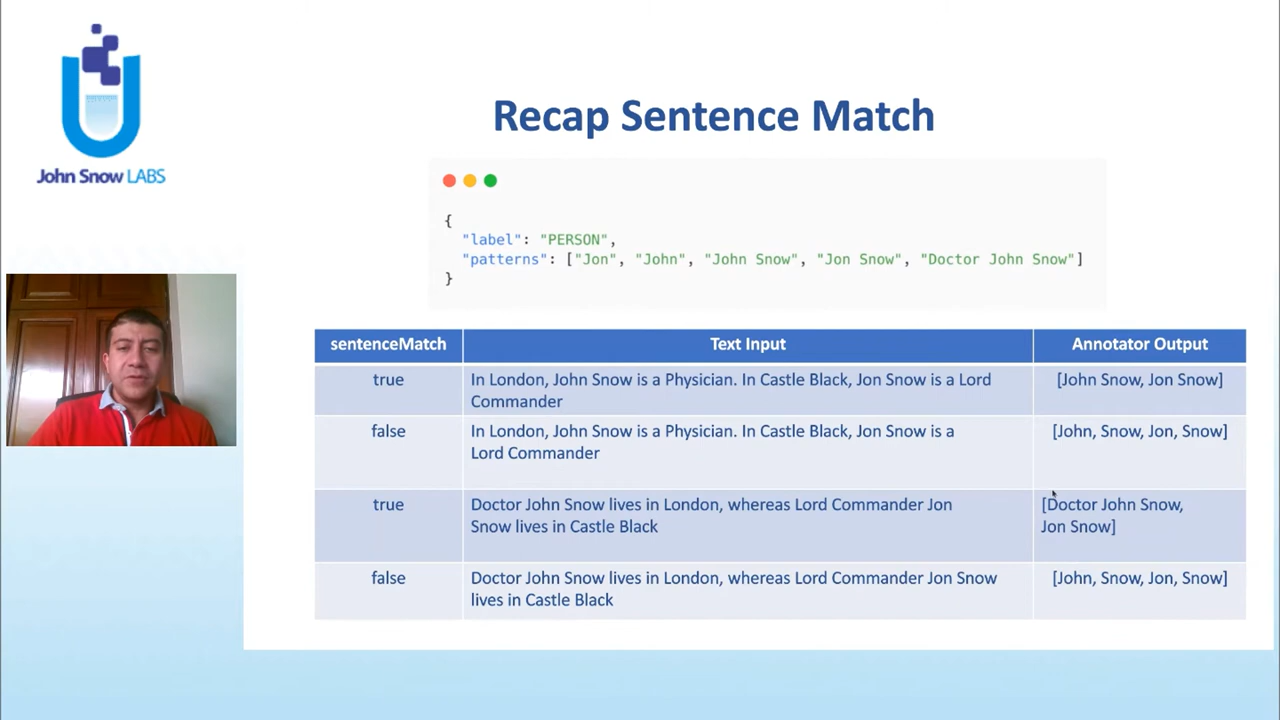 John Snow LABS
Recap Sentence Match
{
"label": "PERSON",
"patterns": ["Jon", "John", "John Snow", "Jon Snow", "Doctor John Snow"]
}
sentenceMatch Text Input Annotator Output
true In London, John Snow is a Physician. In Castle Black, Jon Snow is a Lord [John Snow, Jon Snow]
Commander
false In London, John Snow is a Physician. In Castle Black, Jon Snow is a [John, Snow, Jon, Snow]
Lord Commander
true Doctor John Snow lives in London, whereas Lord Commander Jon [Doctor John Snow,
Snow lives in Castle Black Jon Snow]
false Doctor John Snow lives in London, whereas Lord Commander Jon Snow [John, Snow, Jon, Snow]
lives in Castle Black